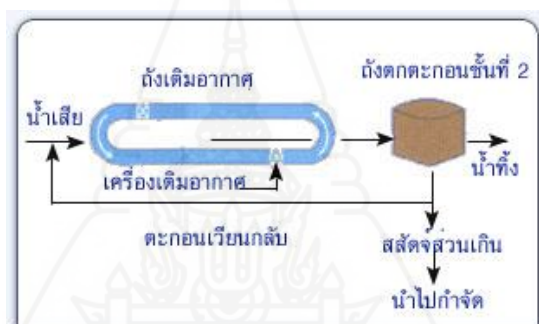 ถังเติมอากาศ
ถังตกตะกอนชั้นที่ 2
น้ำเสีย
น้ำทิ้ง
เครื่องเติมอากาศ
ตะกอนเวียนกลับ
สลัดจ์ส่วนเกิน
นำไปกำจัด